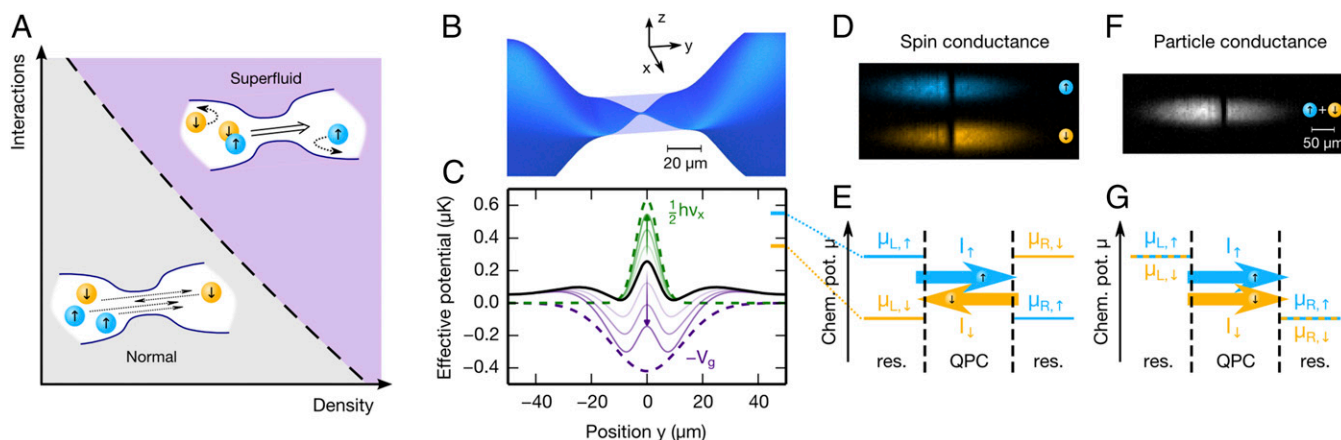 A
Interactions
Superfluid
↓
↓
↑
↑
↓
↓
↑
↑
Normal
Density
B
z
y
x
20 µm
C
Effective potential (µK)
0.6
0.4
0.2
0.0
−0.2
−0.4
½hνx
−Vg
−40 −20 0 20 40
Position y (µm)
D
Spin conductance
↑
↓
E
Chem. pot. µ
µL,↑
I↑
µR,↓
↑
↓
µL,↓
I↓
µR,↑
res. QPC res.
F
Particle conductance
↑+↓
50 µm
G
Chem. pot. µ
µL,↑
µL,↓
I↑
↑
↓
I↓
µR,↑
µR,↓
res. QPC res.